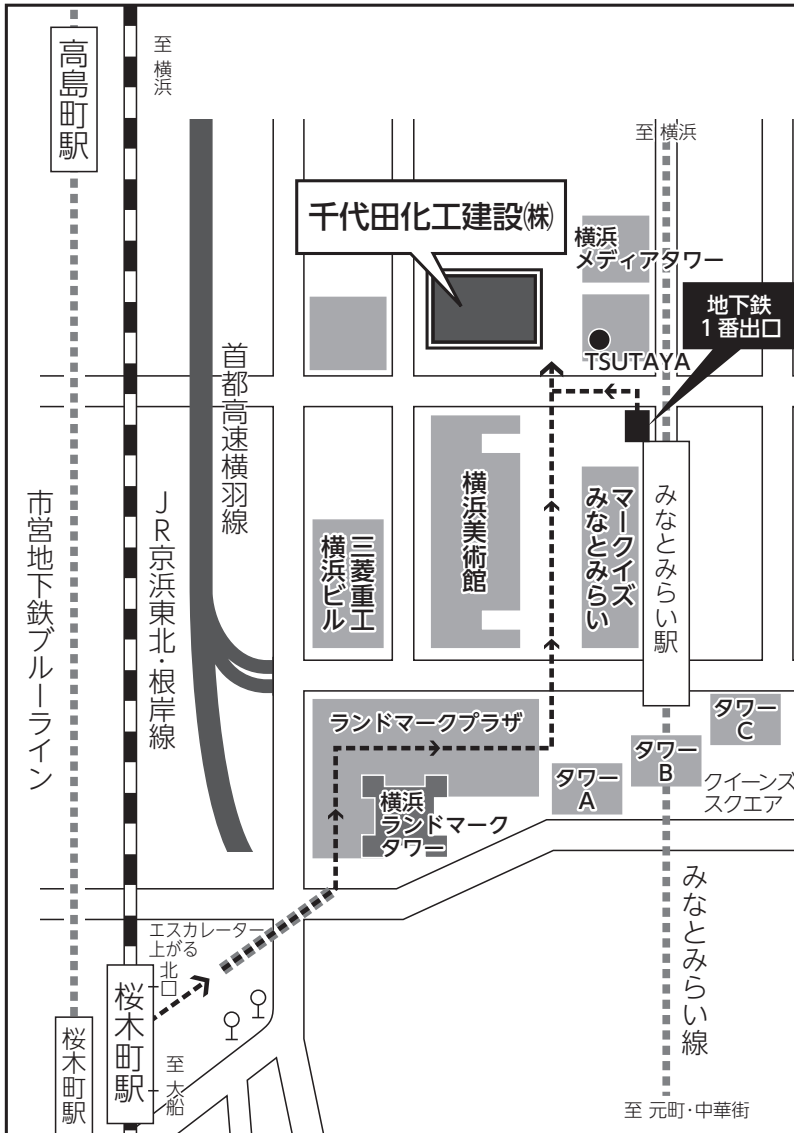 高島町駅
至 横浜
至 横浜
千代田化工建設㈱
横浜
メディアタワー
地下鉄
1番出口
TSUTAYA
首都高速横羽線
市営地下鉄ブルーライン
JR京浜東北・根岸線
三菱重工
横浜ビル
横浜美術館
マークイズ
みなとみらい
みなとみらい駅
ランドマークプラザ
横浜
ランドマーク
タワー
タワー
A
タワー
B
タワー
C
クイーンズ
スクエア
エスカレーター
上がる
北口
桜木町駅
桜木町駅
至 大船
みなとみらい線
至 元町・中華街